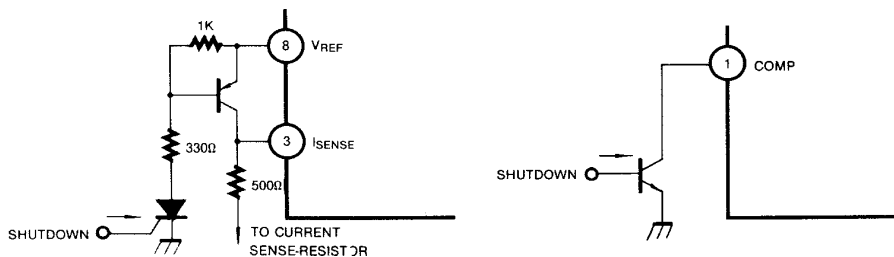 1K
8 VREF
330Ω
3 ISENSE
500Ω
SHUTDOWN
TO CURRENT
SENSE-RESISTOR
1 COMP
SHUTDOWN